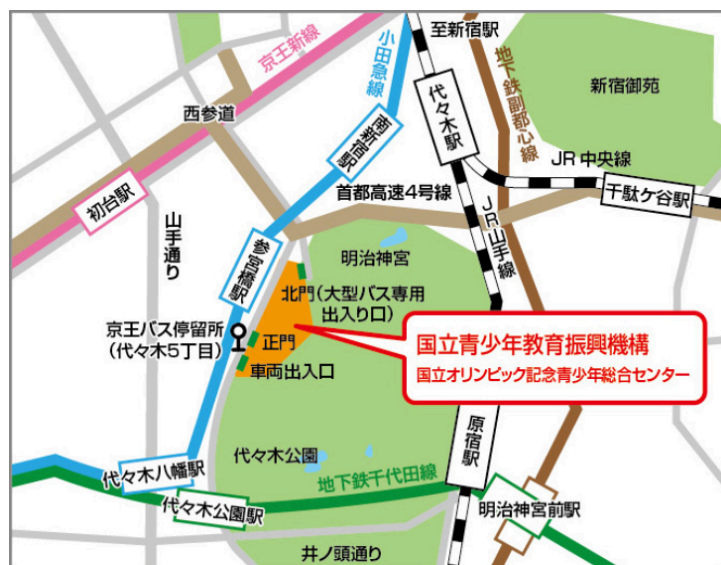 至新宿駅
京王新線
小田急線
地下鉄副都心線
新宿御苑
西参道
南新宿駅
代々木駅
JR中央線
初台駅
首都高速4号線
千駄ケ谷駅
山手通り
参宮橋駅
JR山手線
明治神宮
北門(大型バス専用
出入り口)
京王バス停留所
(代々木5丁目)
正門
車両出入口
国立青少年教育振興機構
国立オリンピック記念青少年総合センター
原宿駅
代々木公園
代々木八幡駅
地下鉄千代田線
代々木公園駅
明治神宮前駅
井ノ頭通り